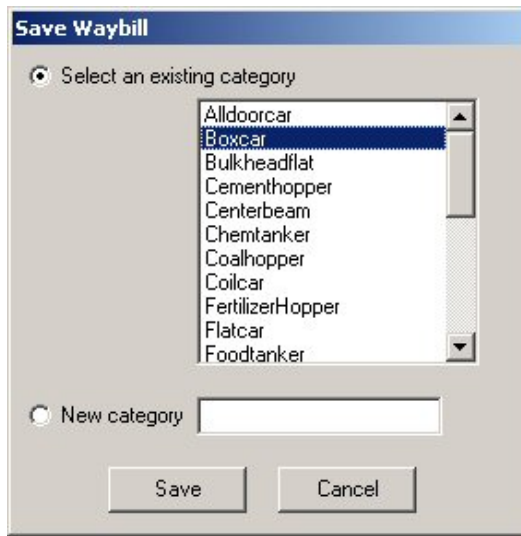 Save Waybill
Select an existing category
Alldoorcar
Boxcar
Bulkheadflat
Cementhopper
Centerbeam
Chemtanker
Coalhopper
Coilcar
FertilizerHopper
Flatcar
Foodtanker
New category
Save Cancel